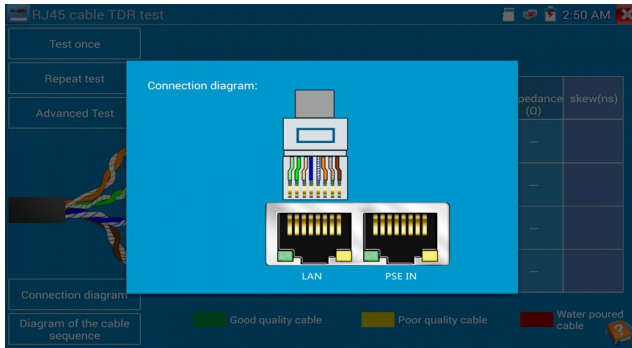 RJ45 cable TDR test
2:50 AM
Test once
Repeat test
Advanced Test
Connection diagram:
skew(ns)
(Ω)
LAN
PSE IN
Connection diagram
Diagram of the cable
sequence
Good quality cable
Poor quality cable
Water poured
cable
?